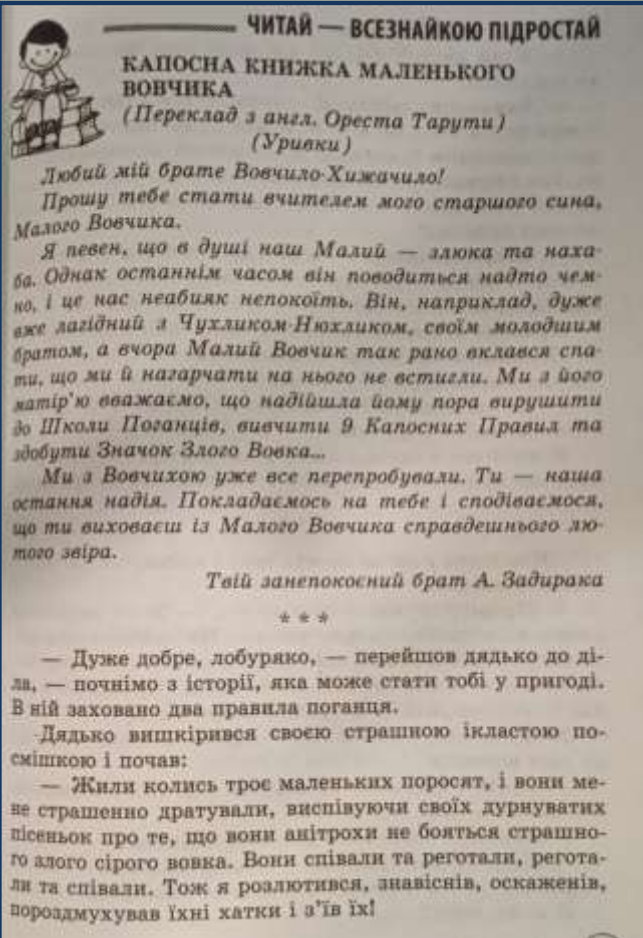 ЧИТАЙ — ВСЕЗНАЙКОЮ ПІДРОСТАЙ
КАПОСНА КНИЖКА МАЛЕНЬКОГО
ВОВЧИКА
(Переклад з англ. Ореста Тарути)
(Уривки)
Любий мій брате Вовчило-Хижачило!
Прошу тебе стати вчителем мого старшого сина,
Малого Вовчика.
Я певен, що в душі наш Малий — злюка та наха-
ба. Однак останнім часом він поводиться надто чем-
но, і це нас неабияк непокоїть. Він, наприклад, дуже
вже лагідний з Чухликом-Нюхликом, своїм молодшим
братом, а вчора Малий Вовчик так рано вклався спа-
ти, що ми й нагарчати на нього не встигли. Ми з його
матір'ю вважаємо, що надійшла йому пора вирушити
до Школи Поганців, вивчити 9 Капосних Правил та
здобути Значок Злого Вовка...
Ми з Вовчихою уже все перепробували. Ти — наша
остання надія. Покладаємось на тебе і сподіваємося,
що ти виховаєш із Малого Вовчика справдешнього лю-
того звіра.
Твій занепокоєний брат А. Задирака
* * *
— Дуже добре, лобуряко, — перейшов дядько до ді-
ла, — почнімо з історії, яка може стати тобі у пригоді.
В ній заховано два правила поганця.
Дядько вишкірився своєю страшною ікластою по-
смішкою і почав:
— Жили колись троє маленьких поросят, і вони ме-
не страшенно дратували, виспівуючи своїх дурнуватих
пісеньок про те, що вони анітрохи не бояться страшно-
го злого сірого вовка. Вони співали та реготали, регота-
ли та співали. Тож я розлютився, знавіснів, оскаженів,
пороздмухував їхні хатки і з'їв їх!